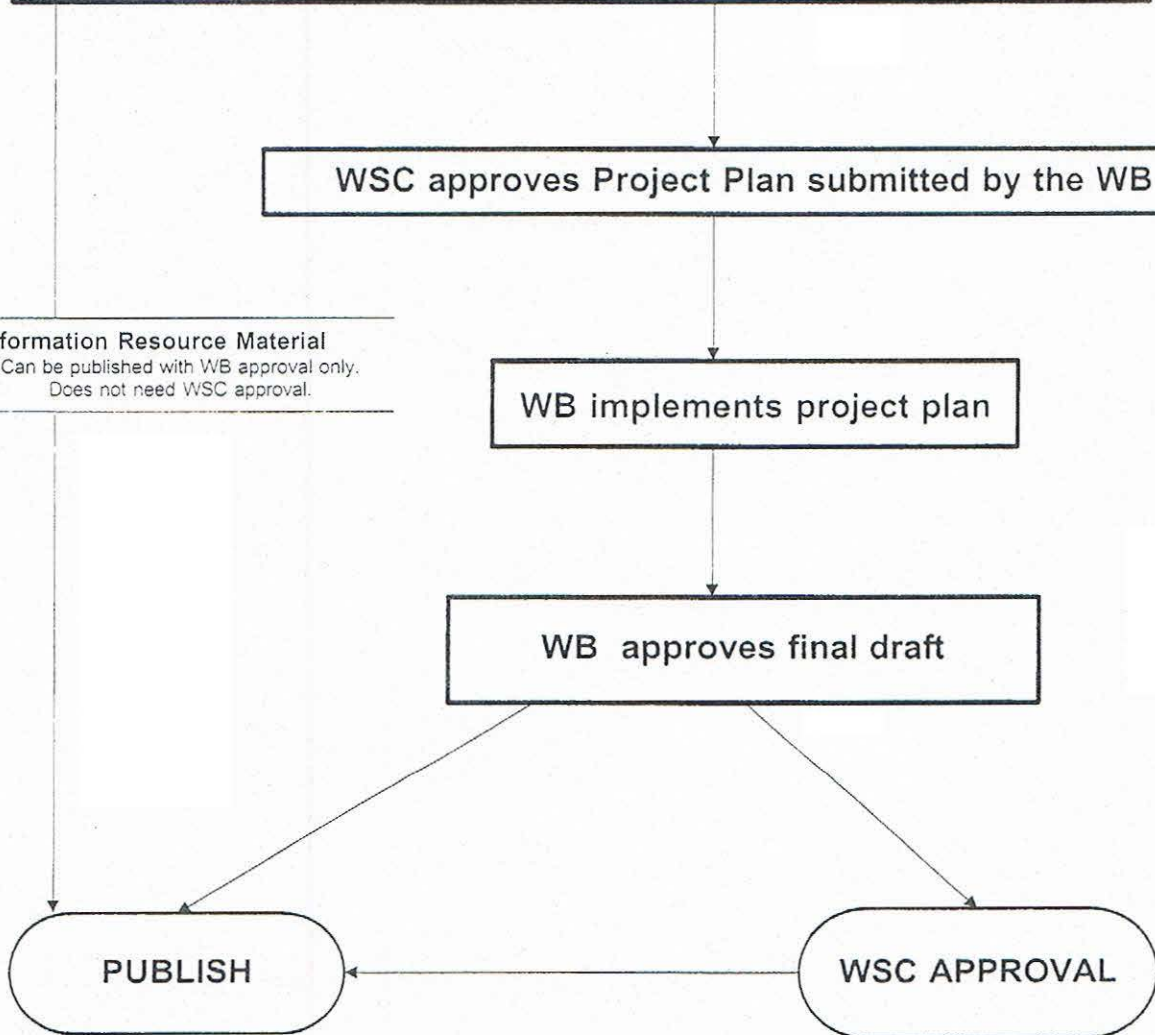 WSC approves Project Plan submitted by the WB
formation Resource Material
Can be published with WB approval only.
Does not need WSC approval.
WB implements project plan
WB approves final draft
PUBLISH
WSC APPROVAL